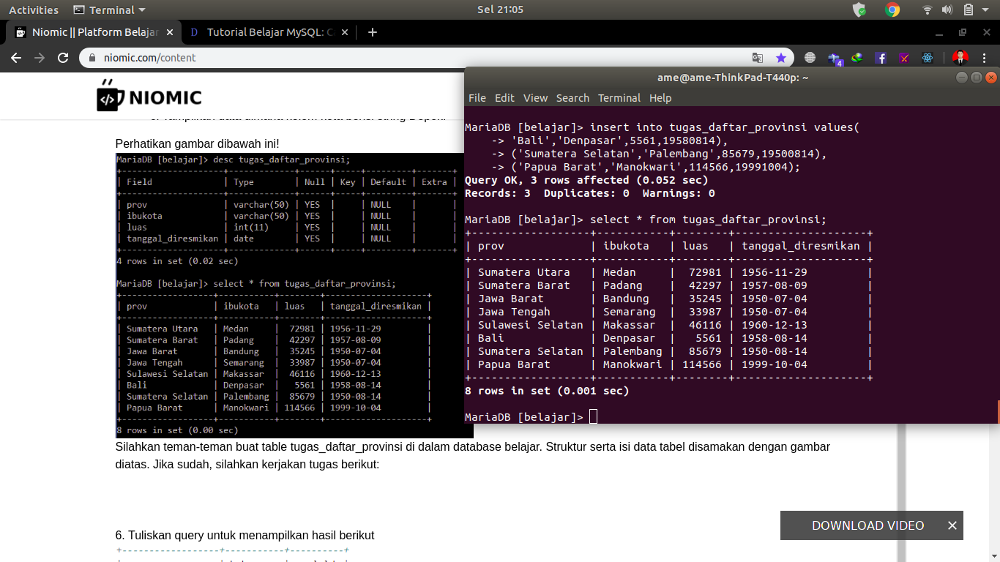 Activities Terminal Sel 21:05
Niomic || Platform Belajar Tutorial Belajar MySQL: C
niomic.com/content
4
NIOMIC
Perhatikan gambar dibawah ini!
MariaDB [belajar]> desc tugas_daftar_provinsi;
+------------------+-------------+------+-----+---------+-------+
| Field | Type | Null | Key | Default | Extra |
+------------------+-------------+------+-----+---------+-------+
| prov | varchar(50) | YES | | NULL | |
| ibukota | varchar(50) | YES | | NULL | |
| luas | int(11) | YES | | NULL | |
| tanggal_diresmikan | date | YES | | NULL | |
+------------------+-------------+------+-----+---------+-------+
4 rows in set (0.02 sec)
MariaDB [belajar]> select * from tugas_daftar_provinsi;
+------------------+-----------+--------+--------------------+
| prov | ibukota | luas | tanggal_diresmikan |
+------------------+-----------+--------+--------------------+
| Sumatera Utara | Medan | 72981 | 1956-11-29 |
| Sumatera Barat | Padang | 42297 | 1957-08-09 |
| Jawa Barat | Bandung | 35245 | 1950-07-04 |
| Jawa Tengah | Semarang | 33987 | 1950-07-04 |
| Sulawesi Selatan | Makassar | 46116 | 1960-12-13 |
| Bali | Denpasar | 5561 | 1958-08-14 |
| Sumatera Selatan | Palembang | 85679 | 1950-08-14 |
| Papua Barat | Manokwari | 114566 | 1999-10-04 |
+------------------+-----------+--------+--------------------+
8 rows in set (0.00 sec)
Silahkan teman-teman buat table tugas_daftar_provinsi di dalam database belajar. Struktur serta isi data tabel disamakan dengan gambar
diatas. Jika sudah, silahkan kerjakan tugas berikut:
6. Tuliskan query untuk menampilkan hasil berikut
+------------------+-----------+----------+
ame@ame-ThinkPad-T440p: ~
File Edit View Search Terminal Help
MariaDB [belajar]> insert into tugas_daftar_provinsi values(
-> 'Bali','Denpasar',5561,19580814),
-> ('Sumatera Selatan','Palembang',85679,19500814),
-> ('Papua Barat','Manokwari',114566,19991004);
Query OK, 3 rows affected (0.052 sec)
Records: 3 Duplicates: 0 Warnings: 0
MariaDB [belajar]> select * from tugas_daftar_provinsi;
+------------------+-----------+--------+--------------------+
| prov | ibukota | luas | tanggal_diresmikan |
+------------------+-----------+--------+--------------------+
| Sumatera Utara | Medan | 72981 | 1956-11-29 |
| Sumatera Barat | Padang | 42297 | 1957-08-09 |
| Jawa Barat | Bandung | 35245 | 1950-07-04 |
| Jawa Tengah | Semarang | 33987 | 1950-07-04 |
| Sulawesi Selatan | Makassar | 46116 | 1960-12-13 |
| Bali | Denpasar | 5561 | 1958-08-14 |
| Sumatera Selatan | Palembang | 85679 | 1950-08-14 |
| Papua Barat | Manokwari | 114566 | 1999-10-04 |
+------------------+-----------+--------+--------------------+
8 rows in set (0.001 sec)
MariaDB [belajar]>
DOWNLOAD VIDEO